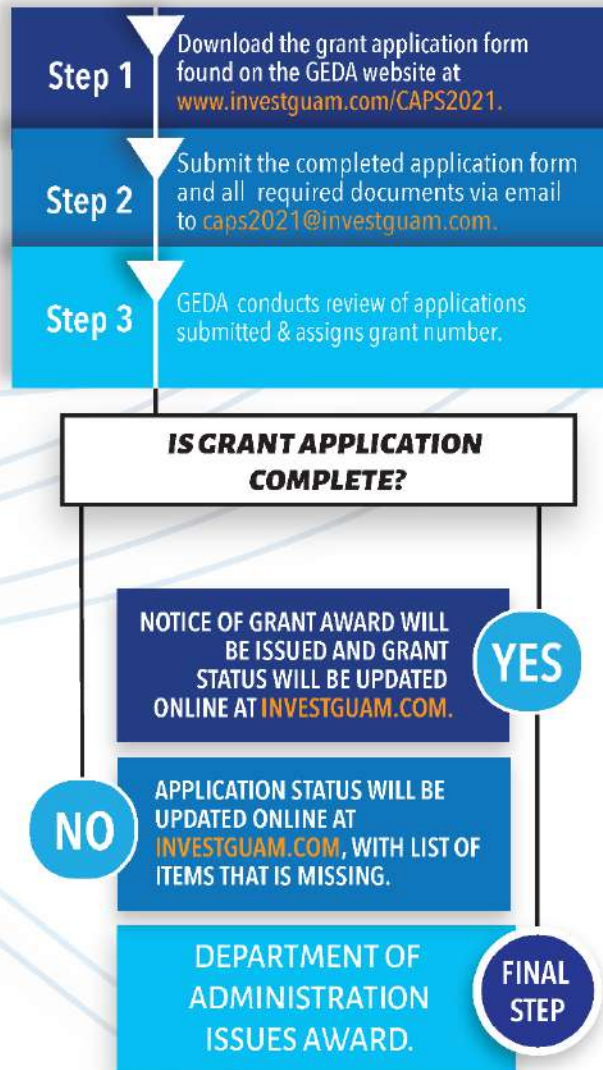 Step 1
Download the grant application form
found on the GEDA website at
www.investguam.com/CAPS2021.
Step 2
Submit the completed application form
and all required documents via email
to caps2021@investguam.com.
Step 3
GEDA conducts review of applications
submitted & assigns grant number.
IS GRANT APPLICATION
COMPLETE?
NOTICE OF GRANT AWARD WILL
BE ISSUED AND GRANT
STATUS WILL BE UPDATED
ONLINE AT INVESTGUAM.COM.
YES
NO
APPLICATION STATUS WILL BE
UPDATED ONLINE AT
INVESTGUAM.COM, WITH LIST OF
ITEMS THAT IS MISSING.
DEPARTMENT OF
ADMINISTRATION
ISSUES AWARD.
FINAL
STEP